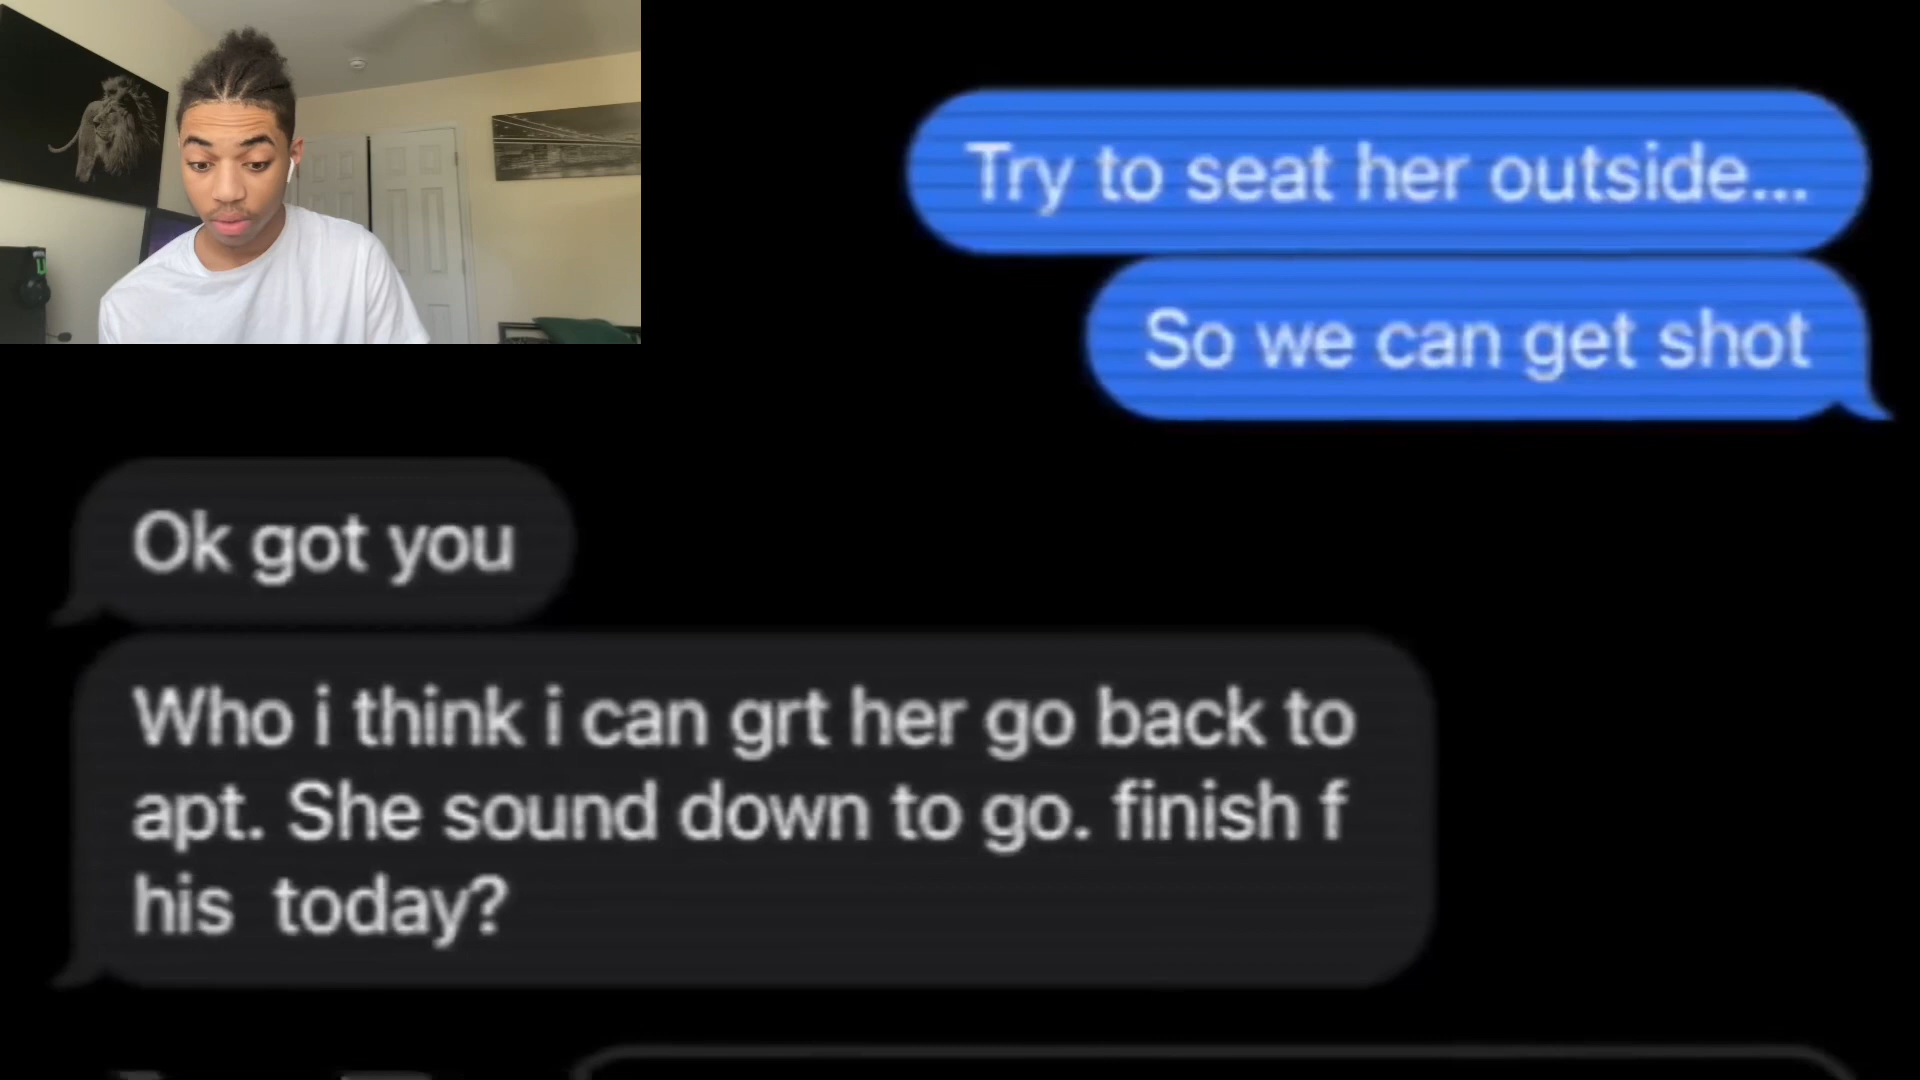 Try to seat her outside...
So we can get shot
Ok got you
Who i think i can grt her go back to
apt. She sound down to go. finish f
his  today?